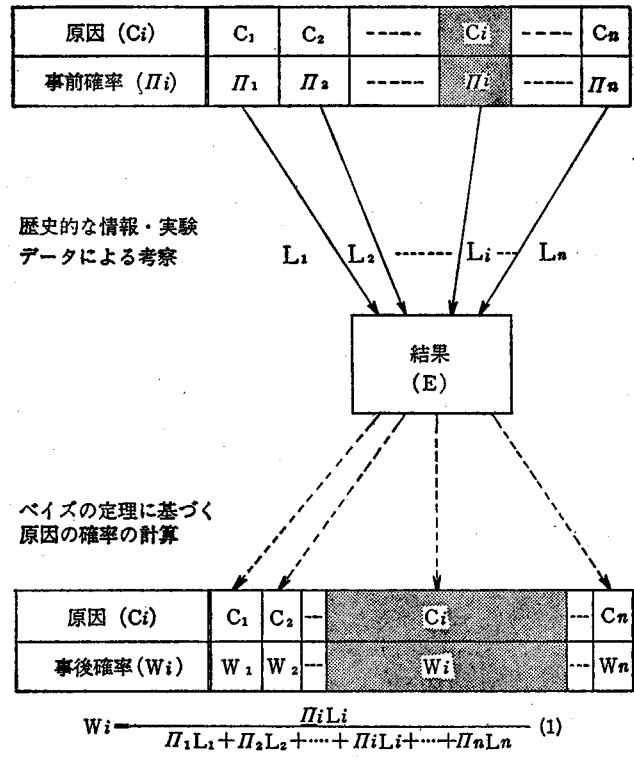 原因 (Ci) C₁ C₂ ------ Ci ----- Cn
事前確率 (Πi) Π₁ Π₂ ------ Πi ----- Πn
歴史的な情報・実験
データによる考察
L₁ L₂ ------ Li --- Ln
結果
(E)
ベイズの定理に基づく
原因の確率の計算
原因 (Ci) C₁ C₂ --- Ci --- Cn
事後確率 (Wi) W₁ W₂ --- Wi --- Wn
Wi=ΠiLi/Π₁L₁+Π₂L₂+……+ΠiLi+…+ΠnLn (1)